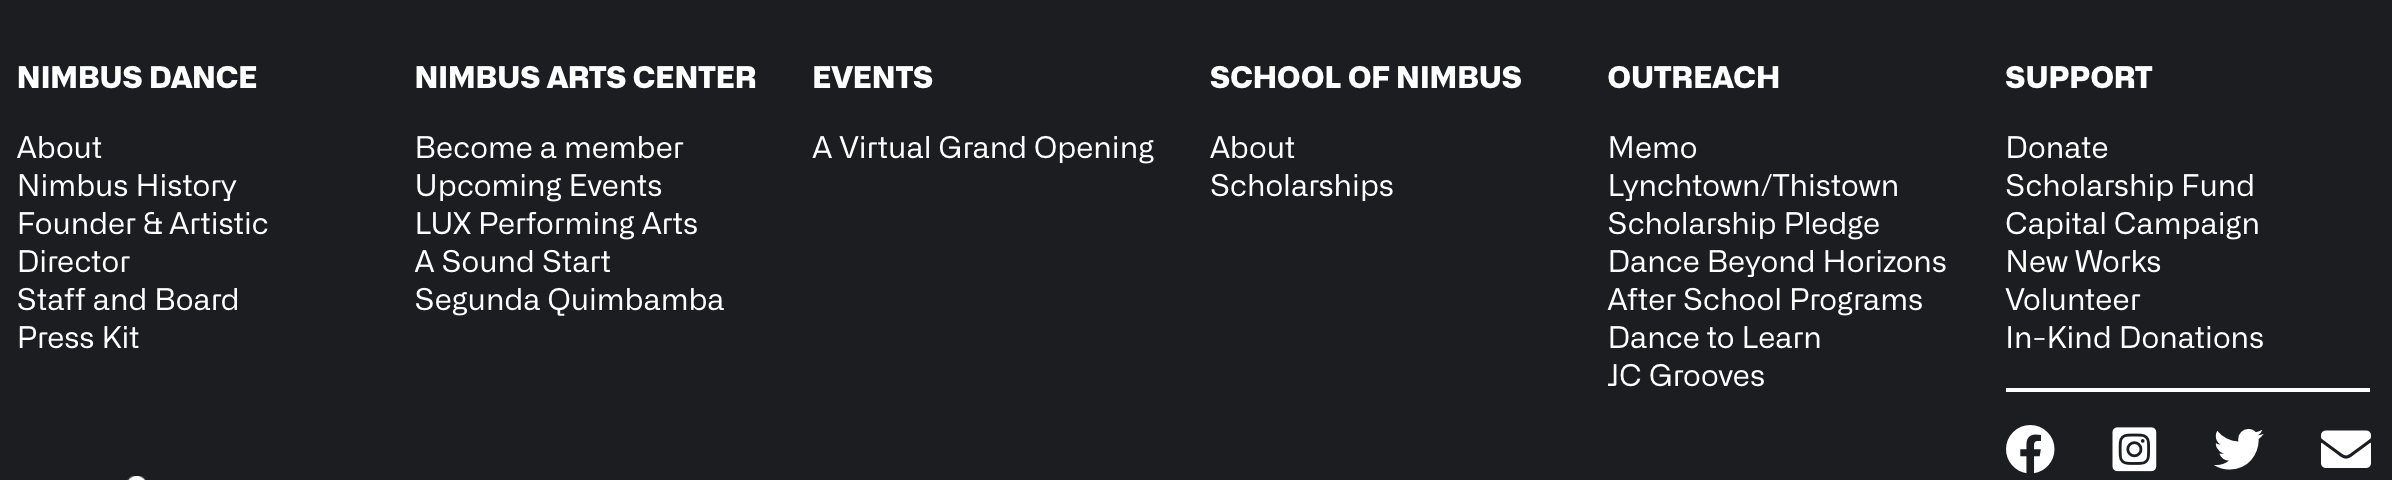 NIMBUS DANCE
About
Nimbus History
Founder & Artistic
Director
Staff and Board
Press Kit
NIMBUS ARTS CENTER
Become a member
Upcoming Events
LUX Performing Arts
A Sound Start
Segunda Quimbamba
EVENTS
A Virtual Grand Opening
SCHOOL OF NIMBUS
About
Scholarships
OUTREACH
Memo
Lynchtown/Thistown
Scholarship Pledge
Dance Beyond Horizons
After School Programs
Dance to Learn
JC Grooves
SUPPORT
Donate
Scholarship Fund
Capital Campaign
New Works
Volunteer
In-Kind Donations